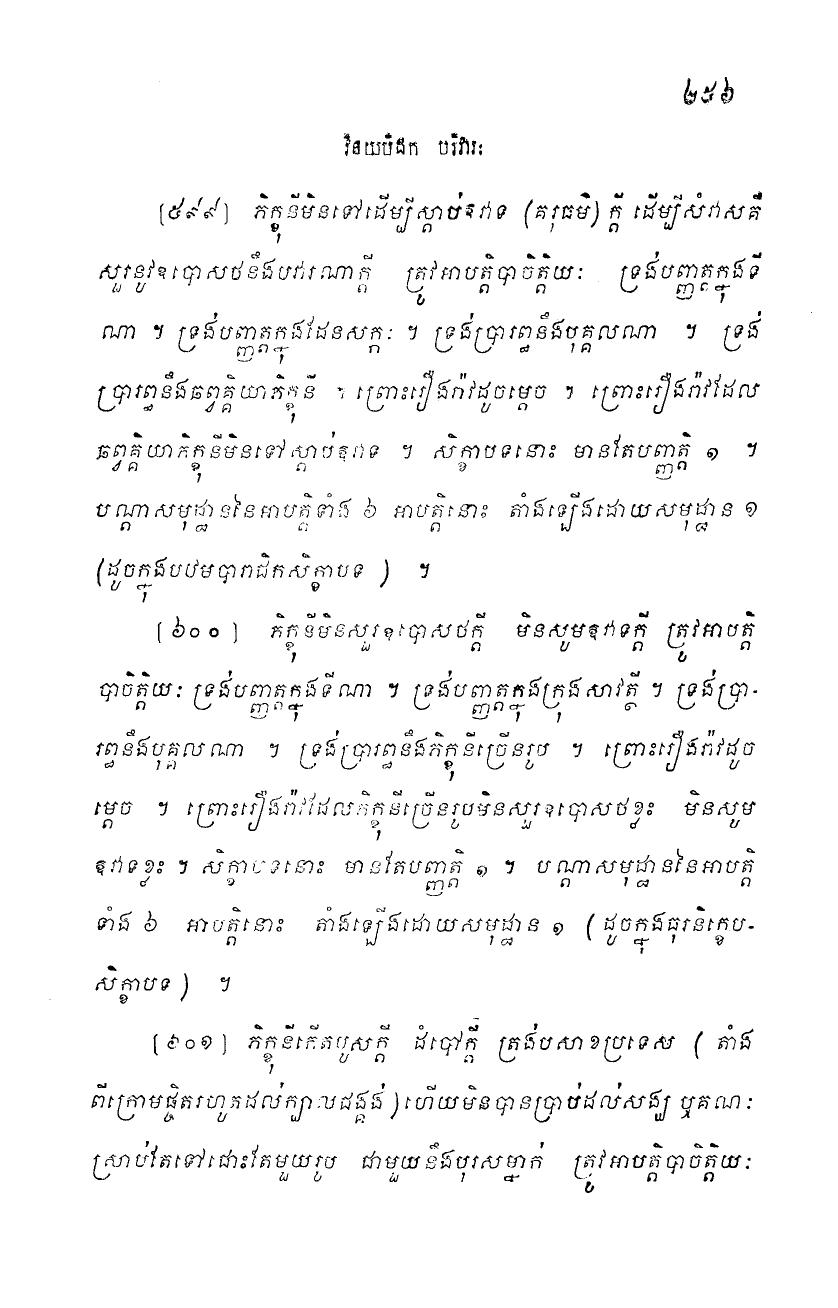 ២៥៦
វិនយបិដក បរិវារៈ
[៥៩៩] ភិក្ខុនីមិនទៅដើម្បីស្តាប់ឱវាទ (គរុធម៌) ក្តី ដើម្បីសំវាសគឺ
សួរនូវឧបោសថនឹងបវារណាក្តី ត្រូវអាបត្តិបាចិត្តិយៈ ទ្រង់បញ្ញត្តក្នុងទី
ណា ។ ទ្រង់បញ្ញត្តក្នុងដែនសក្កៈ ។ ទ្រង់ប្រារព្ធនឹងបុគ្គលណា ។ ទ្រង់
ប្រារព្ធនឹងឆព្វគ្គិយាភិក្ខុនី ។ ព្រោះរឿងរ៉ាវដូចម្តេច ។ ព្រោះរឿងរ៉ាវដែល
ឆព្វគ្គិយាភិក្ខុនីមិនទៅស្តាប់ឱវាទ ។ សិក្ខាបទនោះ មានតែបញ្ញត្តិ ១ ។
បណ្តាសមុដ្ឋាននៃអាបត្តិទាំង ៦ អាបត្តិនោះ តាំងឡើងដោយសមុដ្ឋាន ១
(ដូចក្នុងបឋមបារាជិកសិក្ខាបទ ) ។
[៦០០] ភិក្ខុនីមិនសួរឧបោសថក្តី មិនសូមឱវាទក្តី ត្រូវអាបត្តិ
បាចិត្តិយៈ ទ្រង់បញ្ញត្តក្នុងទីណា ។ ទ្រង់បញ្ញត្តក្នុងក្រុងសាវត្ថី ។ ទ្រង់ប្រា-
រព្ធនឹងបុគ្គលណា ។ ទ្រង់ប្រារព្ធនឹងភិក្ខុនីច្រើនរូប ។ ព្រោះរឿងរ៉ាវដូច
ម្តេច ។ ព្រោះរឿងរ៉ាវដែលភិក្ខុនីច្រើនរូបមិនសួរឧបោសថខ្លះ មិនសូម
ឱវាទខ្លះ ។ សិក្ខាបទនោះ មានតែបញ្ញត្តិ ១ ។ បណ្តាសមុដ្ឋាននៃអាបត្តិ
ទាំង ៦ អាបត្តិនោះ តាំងឡើងដោយសមុដ្ឋាន ១ (ដូចក្នុងធុរនិក្ខេប-
សិក្ខាបទ) ។
[៦០១] ភិក្ខុនីកើតបូសក្តី ដំបៅក្តី ត្រង់បសាខប្រទេស ( តាំង
ពីក្រោមផ្ចិតរហូតដល់ក្បាលជង្គង់ )ហើយមិនបានប្រាប់ដល់សង្ឃ ឬគណៈ
ស្រាប់តែទៅជោះតែមួយរូប ជាមួយនឹងបុរសម្នាក់ ត្រូវអាបត្តិបាចិត្តិយៈ